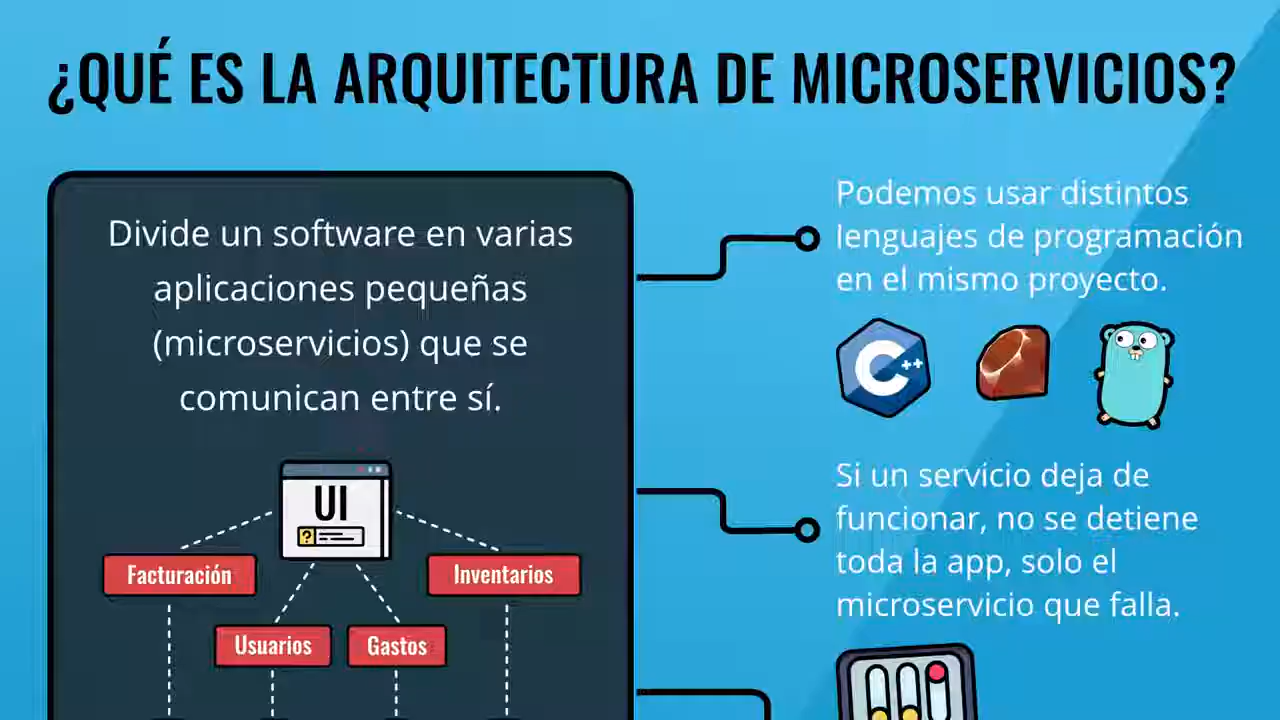 ¿QUÉ ES LA ARQUITECTURA DE MICROSERVICIOS?
Divide un software en varias
aplicaciones pequeñas
(microservicios) que se
comunican entre sí.
UI
?
Facturación
Inventarios
Usuarios
Gastos
Podemos usar distintos
lenguajes de programación
en el mismo proyecto.
C++
Si un servicio deja de
funcionar, no se detiene
toda la app, solo el
microservicio que falla.